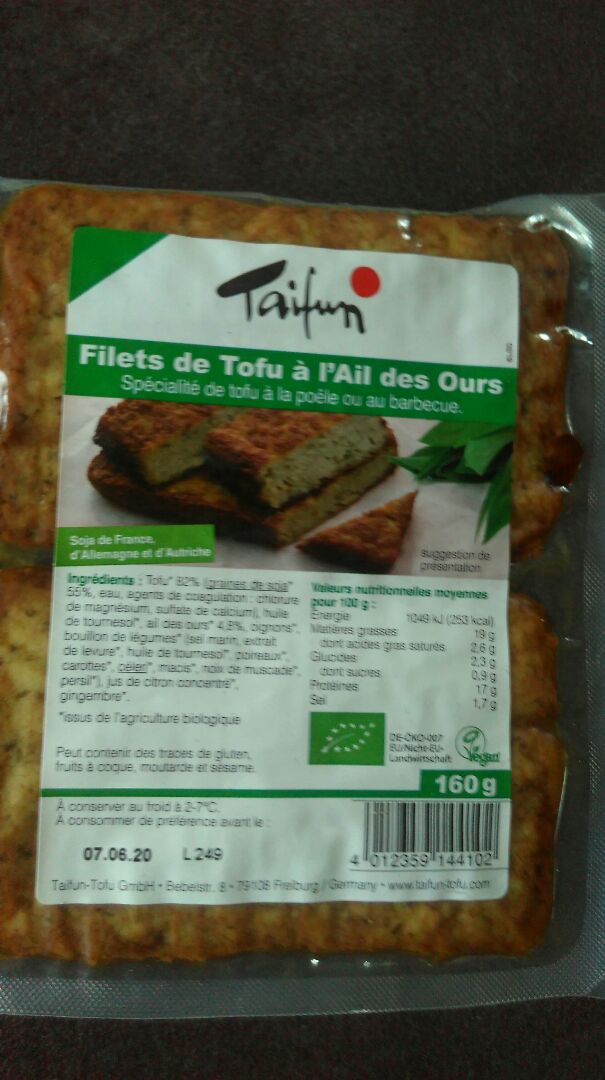 Taifun
Filets de Tofu à l'Ail des Ours
Spécialité de tofu à la poêle ou au barbecue.
Soja de France,
d'Allemagne et d'Autriche
suggestion de
présentation
Ingrédients : Tofu* 82% (graines de soja*
55%, eau, agents de coagulation : chlorure
de magnésium, sulfate de calcium), huile
de tournesol*, ail des ours* 4,8%, oignons*,
bouillon de légumes* (sel marin, extrait
de levure*, huile de tournesol*, poireaux*,
carottes*, céleri*, macis*, noix de muscade*,
persil*), jus de citron concentré*,
gingembre*.
*issus de l'agriculture biologique
Peut contenir des traces de gluten,
fruits à coque, moutarde et sésame.
Valeurs nutritionnelles moyennes
pour 100 g :
Energie 1049 kJ (253 kcal)
Matières grasses 19 g
dont acides gras saturés 2,6 g
Glucides 2,3 g
dont sucres 0,9 g
Protéines 17 g
Sel 1,7 g
DE-ÖKO-007
EU/Nicht-EU-
Landwirtschaft
Vegan
160 g
À conserver au froid à 2-7°C.
À consommer de préférence avant le :
07.06.20 L 249
4 012359 144102
Taifun-Tofu GmbH • Bebelstr. 8 • 79108 Freiburg / Germany • www.taifun-tofu.com